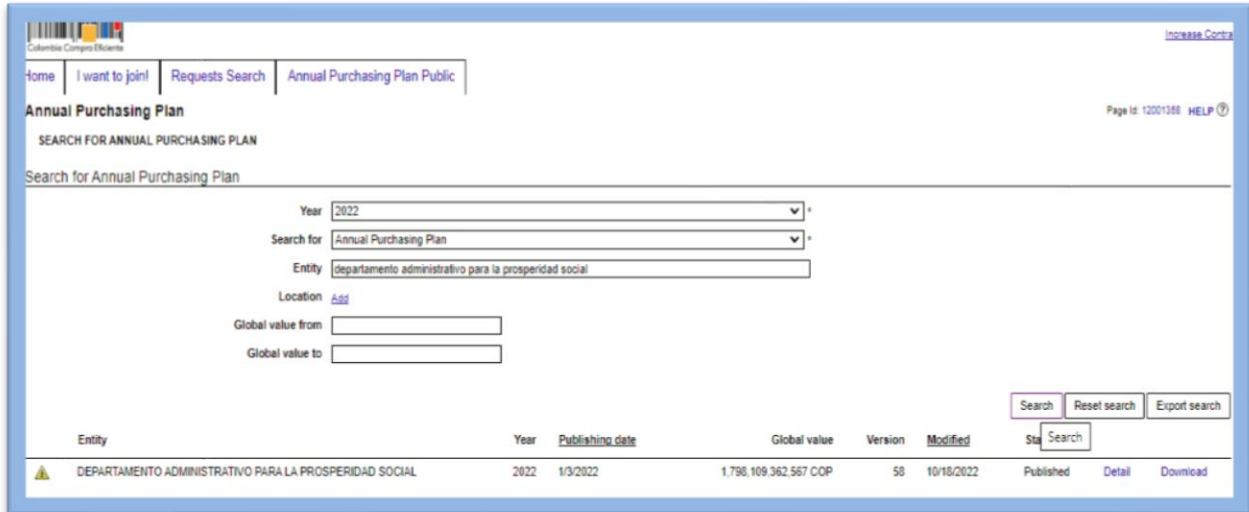 Colombia Compra Eficiente
Increase Contra
Home I want to join! Requests Search Annual Purchasing Plan Public
Annual Purchasing Plan
Page Id: 12001368 HELP ?
SEARCH FOR ANNUAL PURCHASING PLAN
Search for Annual Purchasing Plan
Year 2022 *
Search for Annual Purchasing Plan *
Entity departamento administrativo para la prosperidad social
Location Add
Global value from
Global value to
Search Reset search Export search
Entity Year Publishing date Global value Version Modified Sta
Search
DEPARTAMENTO ADMINISTRATIVO PARA LA PROSPERIDAD SOCIAL 2022 1/3/2022 1,798,109,362,567 COP 58 10/18/2022 Published Detail Download